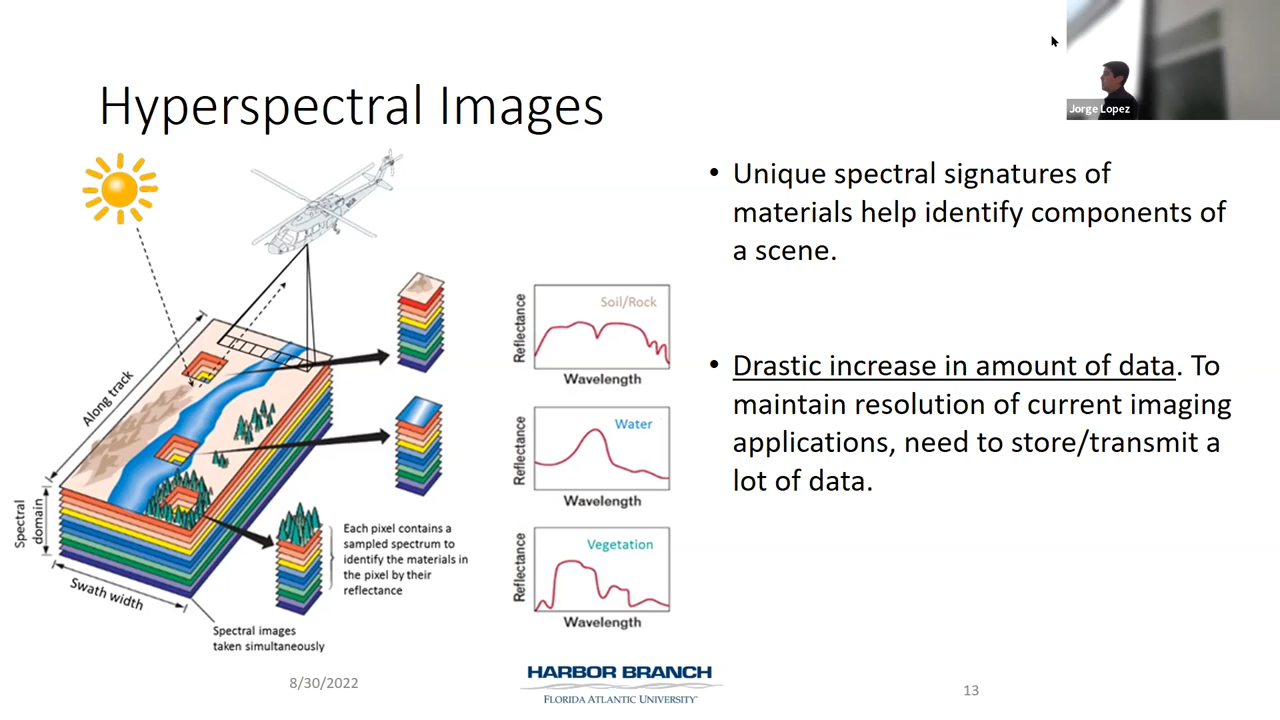 Jorge Lopez
Hyperspectral Images
• Unique spectral signatures of
materials help identify components of
a scene.
• Drastic increase in amount of data. To
maintain resolution of current imaging
applications, need to store/transmit a
lot of data.
Along track
Spectral
domain
Swath width
Spectral images
taken simultaneously
Each pixel contains a
sampled spectrum to
identify the materials in
the pixel by their
reflectance
Reflectance
Soil/Rock
Wavelength
Reflectance
Water
Wavelength
Reflectance
Vegetation
Wavelength
8/30/2022
HARBOR BRANCH
FLORIDA ATLANTIC UNIVERSITY
13